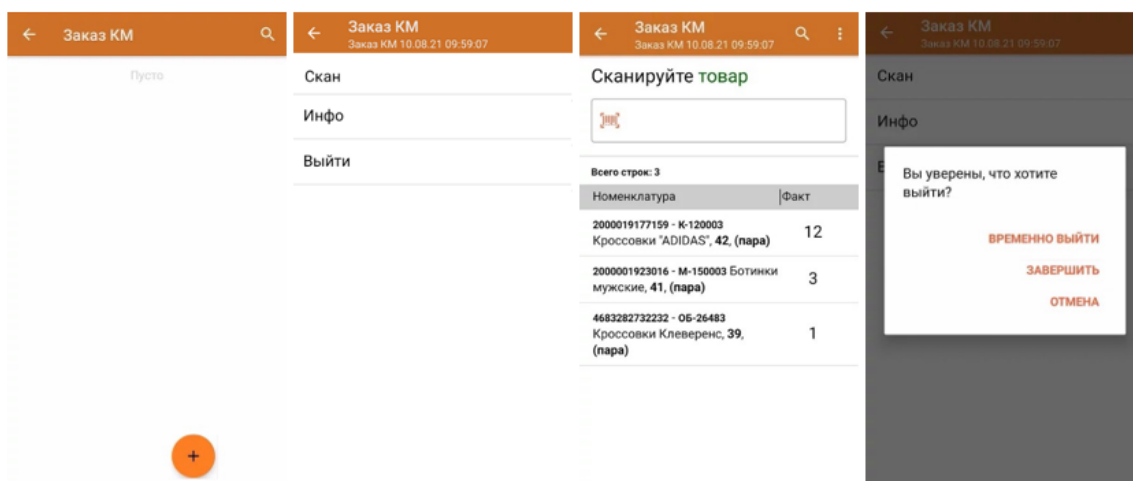 Заказ КМ
Пусто
+
Заказ КМ
Заказ КМ 10.08.21 09:59:07
Скан
Инфо
Выйти
Заказ КМ
Заказ КМ 10.08.21 09:59:07
Сканируйте товар
Всего строк: 3
Номенклатура Факт
2000019177159 - К-120003
Кроссовки "ADIDAS", 42, (пара) 12
2000001923016 - М-150003 Ботинки
мужские, 41, (пара) 3
4683282732232 - ОБ-26483
Кроссовки Клеверенс, 39,
(пара) 1
Заказ КМ
Заказ КМ 10.08.21 09:59:07
Скан
Инфо
В
Вы уверены, что хотите
выйти?
ВРЕМЕННО ВЫЙТИ
ЗАВЕРШИТЬ
ОТМЕНА